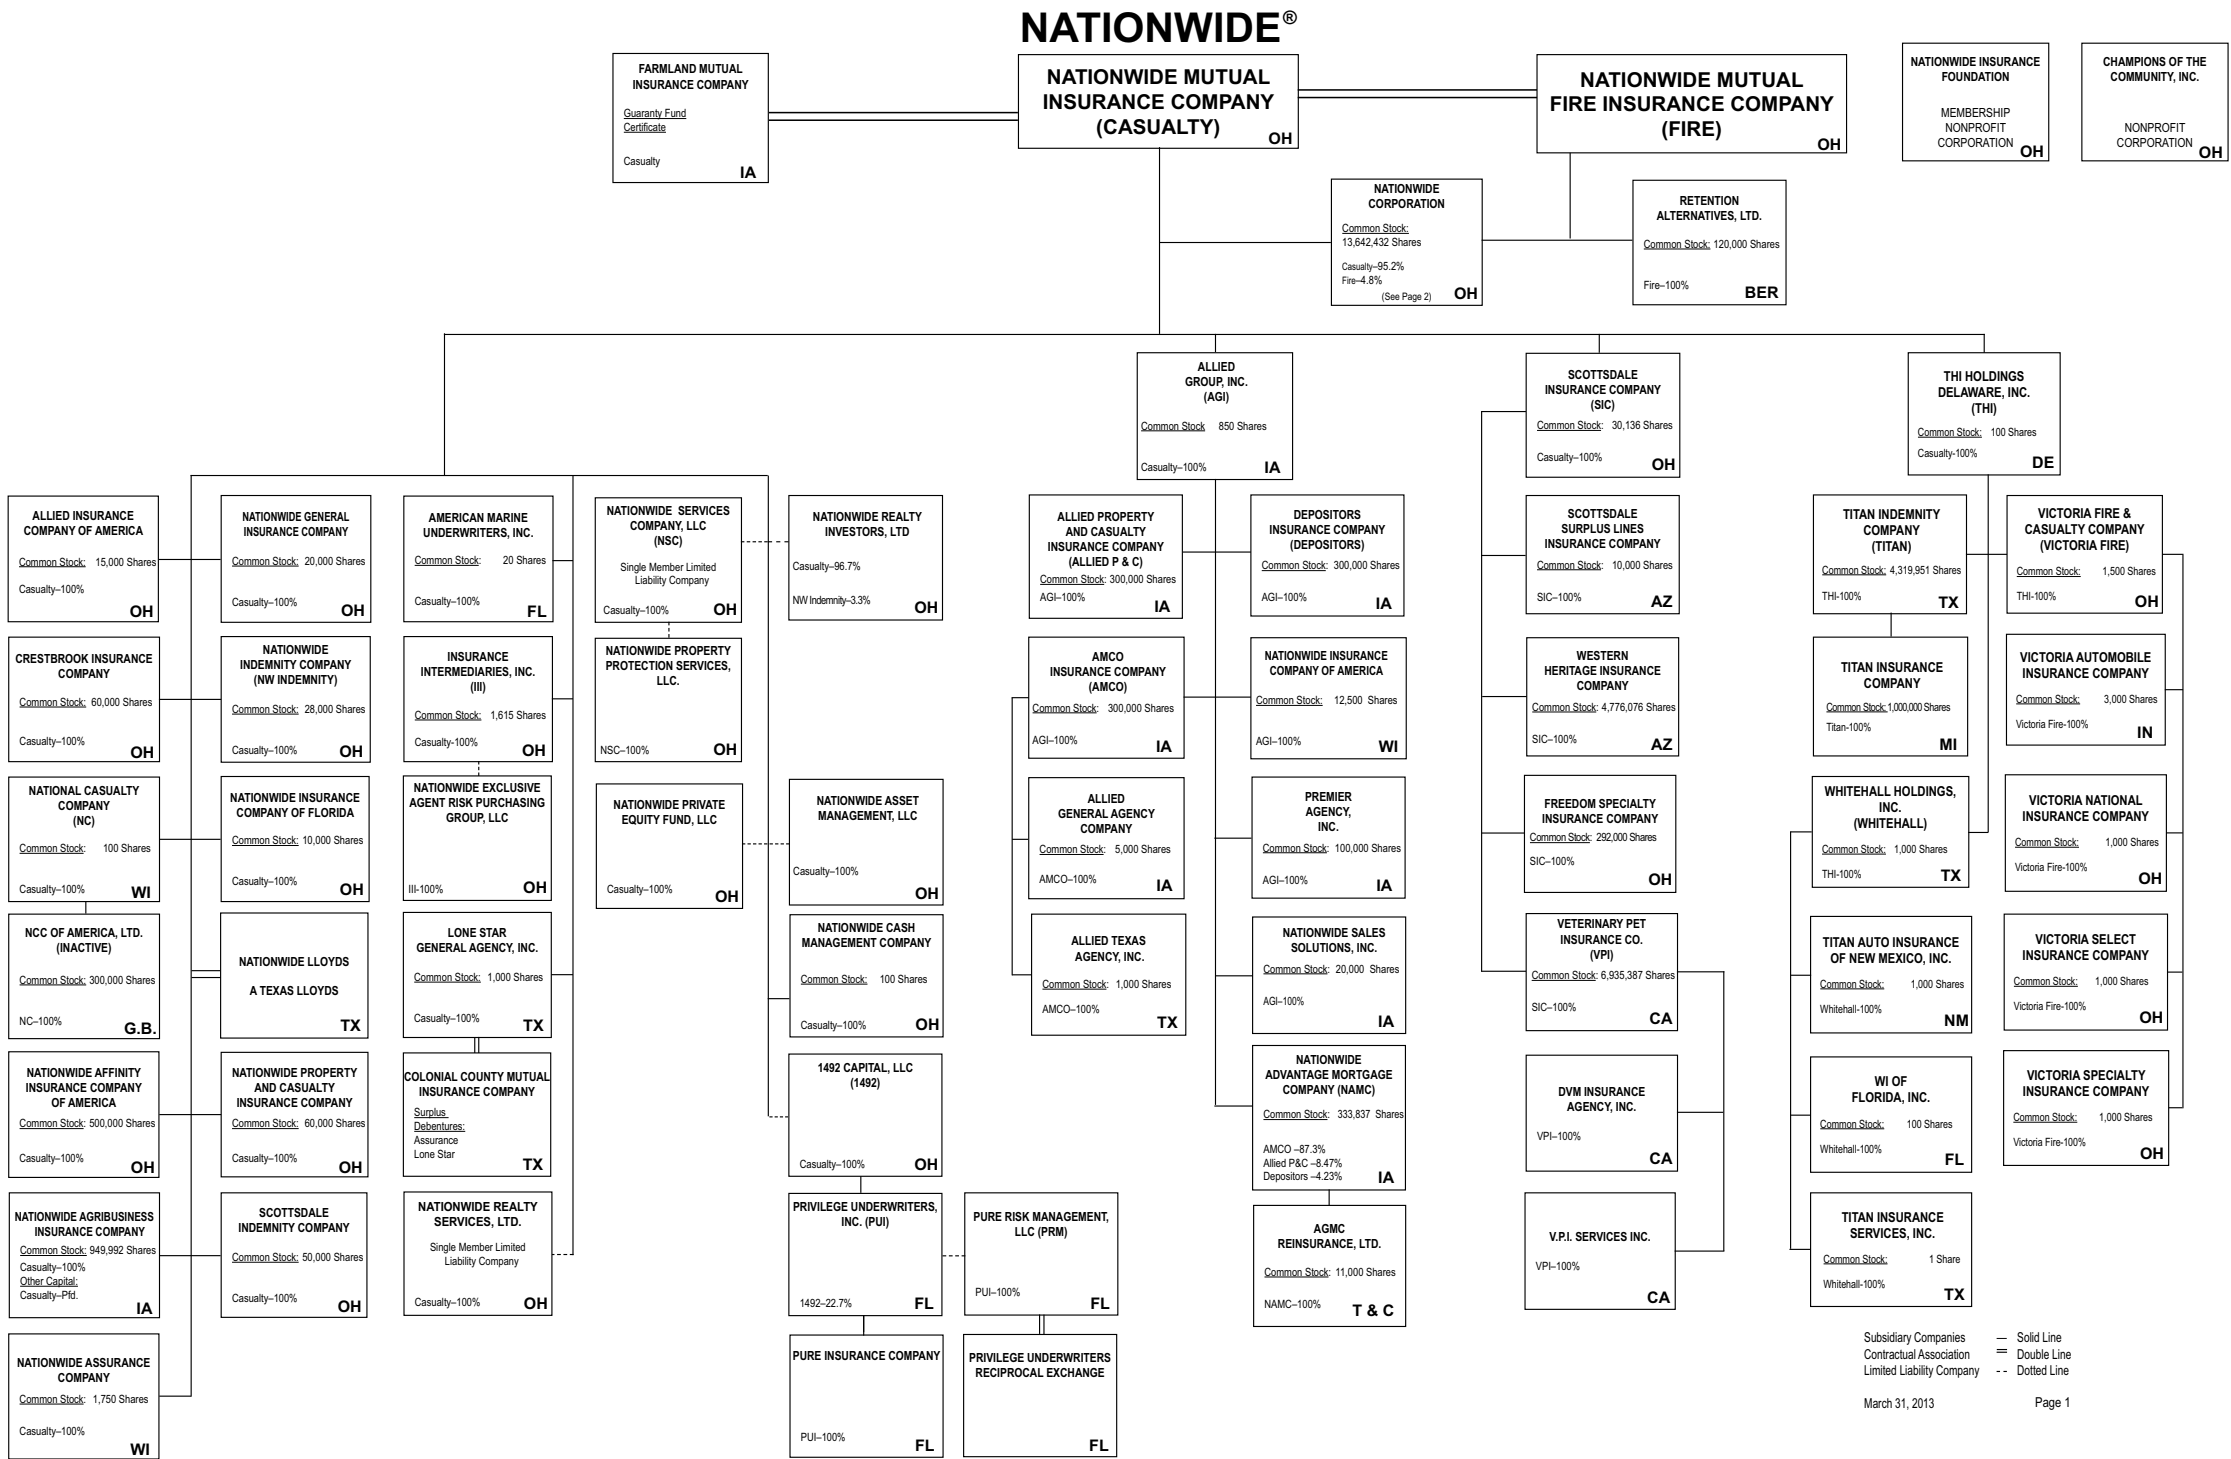 NATIONWIDE®
FARMLAND MUTUAL
INSURANCE COMPANY
Guaranty Fund
Certificate
Casualty
IA
NATIONWIDE MUTUAL
INSURANCE COMPANY
(CASUALTY)
OH
NATIONWIDE MUTUAL
FIRE INSURANCE COMPANY
(FIRE)
OH
NATIONWIDE INSURANCE
FOUNDATION
MEMBERSHIP
NONPROFIT
CORPORATION OH
CHAMPIONS OF THE
COMMUNITY, INC.
NONPROFIT
CORPORATION OH
NATIONWIDE
CORPORATION
Common Stock:
13,642,432 Shares
Casualty–95.2%
Fire–4.8%
(See Page 2) OH
RETENTION
ALTERNATIVES, LTD.
Common Stock: 120,000 Shares
Fire–100% BER
ALLIED
GROUP, INC.
(AGI)
Common Stock 850 Shares
Casualty–100% IA
SCOTTSDALE
INSURANCE COMPANY
(SIC)
Common Stock: 30,136 Shares
Casualty–100% OH
THI HOLDINGS
DELAWARE, INC.
(THI)
Common Stock: 100 Shares
Casualty-100% DE
ALLIED INSURANCE
COMPANY OF AMERICA
Common Stock: 15,000 Shares
Casualty–100%
OH
NATIONWIDE GENERAL
INSURANCE COMPANY
Common Stock: 20,000 Shares
Casualty–100% OH
AMERICAN MARINE
UNDERWRITERS, INC.
Common Stock: 20 Shares
Casualty–100% FL
NATIONWIDE SERVICES
COMPANY, LLC
(NSC)
Single Member Limited
Liability Company
Casualty–100% OH
NATIONWIDE REALTY
INVESTORS, LTD
Casualty–96.7%
NW Indemnity–3.3% OH
ALLIED PROPERTY
AND CASUALTY
INSURANCE COMPANY
(ALLIED P & C)
Common Stock: 300,000 Shares
AGI–100% IA
DEPOSITORS
INSURANCE COMPANY
(DEPOSITORS)
Common Stock: 300,000 Shares
AGI–100% IA
SCOTTSDALE
SURPLUS LINES
INSURANCE COMPANY
Common Stock: 10,000 Shares
SIC–100% AZ
TITAN INDEMNITY
COMPANY
(TITAN)
Common Stock: 4,319,951 Shares
THI-100% TX
VICTORIA FIRE &
CASUALTY COMPANY
(VICTORIA FIRE)
Common Stock: 1,500 Shares
THI-100% OH
CRESTBROOK INSURANCE
COMPANY
Common Stock: 60,000 Shares
Casualty–100%
OH
NATIONWIDE
INDEMNITY COMPANY
(NW INDEMNITY)
Common Stock: 28,000 Shares
Casualty–100% OH
INSURANCE
INTERMEDIARIES, INC.
(III)
Common Stock: 1,615 Shares
Casualty-100% OH
NATIONWIDE PROPERTY
PROTECTION SERVICES,
LLC.
NSC–100% OH
AMCO
INSURANCE COMPANY
(AMCO)
Common Stock: 300,000 Shares
AGI–100% IA
NATIONWIDE INSURANCE
COMPANY OF AMERICA
Common Stock: 12,500 Shares
AGI–100% WI
WESTERN
HERITAGE INSURANCE
COMPANY
Common Stock: 4,776,076 Shares
SIC–100% AZ
TITAN INSURANCE
COMPANY
Common Stock: 1,000,000 Shares
Titan-100%
MI
VICTORIA AUTOMOBILE
INSURANCE COMPANY
Common Stock: 3,000 Shares
Victoria Fire-100%
IN
NATIONAL CASUALTY
COMPANY
(NC)
Common Stock: 100 Shares
Casualty–100% WI
NATIONWIDE INSURANCE
COMPANY OF FLORIDA
Common Stock: 10,000 Shares
Casualty–100% OH
NATIONWIDE EXCLUSIVE
AGENT RISK PURCHASING
GROUP, LLC
III-100% OH
NATIONWIDE PRIVATE
EQUITY FUND, LLC
Casualty–100%
OH
NATIONWIDE ASSET
MANAGEMENT, LLC
Casualty–100%
OH
ALLIED
GENERAL AGENCY
COMPANY
Common Stock: 5,000 Shares
AMCO–100% IA
PREMIER
AGENCY,
INC.
Common Stock: 100,000 Shares
AGI–100% IA
FREEDOM SPECIALTY
INSURANCE COMPANY
Common Stock: 292,000 Shares
SIC–100%
OH
WHITEHALL HOLDINGS,
INC.
(WHITEHALL)
Common Stock: 1,000 Shares
THI-100% TX
VICTORIA NATIONAL
INSURANCE COMPANY
Common Stock: 1,000 Shares
Victoria Fire-100%
OH
NCC OF AMERICA, LTD.
(INACTIVE)
Common Stock: 300,000 Shares
NC–100% G.B.
NATIONWIDE LLOYDS
A TEXAS LLOYDS
TX
LONE STAR
GENERAL AGENCY, INC.
Common Stock: 1,000 Shares
Casualty–100% TX
NATIONWIDE CASH
MANAGEMENT COMPANY
Common Stock: 100 Shares
Casualty–100% OH
ALLIED TEXAS
AGENCY, INC.
Common Stock: 1,000 Shares
AMCO–100% TX
NATIONWIDE SALES
SOLUTIONS, INC.
Common Stock: 20,000 Shares
AGI–100%
IA
VETERINARY PET
INSURANCE CO.
(VPI)
Common Stock: 6,935,387 Shares
SIC–100% CA
TITAN AUTO INSURANCE
OF NEW MEXICO, INC.
Common Stock: 1,000 Shares
Whitehall-100% NM
VICTORIA SELECT
INSURANCE COMPANY
Common Stock: 1,000 Shares
Victoria Fire-100%
OH
NATIONWIDE AFFINITY
INSURANCE COMPANY
OF AMERICA
Common Stock: 500,000 Shares
Casualty–100% OH
NATIONWIDE PROPERTY
AND CASUALTY
INSURANCE COMPANY
Common Stock: 60,000 Shares
Casualty–100% OH
COLONIAL COUNTY MUTUAL
INSURANCE COMPANY
Surplus
Debentures:
Assurance
Lone Star TX
1492 CAPITAL, LLC
(1492)
Casualty–100% OH
NATIONWIDE
ADVANTAGE MORTGAGE
COMPANY (NAMC)
Common Stock: 333,837 Shares
AMCO –87.3%
Allied P&C –8.47%
Depositors –4.23% IA
DVM INSURANCE
AGENCY, INC.
VPI–100%
CA
WI OF
FLORIDA, INC.
Common Stock: 100 Shares
Whitehall-100% FL
VICTORIA SPECIALTY
INSURANCE COMPANY
Common Stock: 1,000 Shares
Victoria Fire-100%
OH
NATIONWIDE AGRIBUSINESS
INSURANCE COMPANY
Common Stock: 949,992 Shares
Casualty–100%
Other Capital:
Casualty–Pfd.
IA
SCOTTSDALE
INDEMNITY COMPANY
Common Stock: 50,000 Shares
Casualty–100% OH
NATIONWIDE REALTY
SERVICES, LTD.
Single Member Limited
Liability Company
Casualty–100% OH
PRIVILEGE UNDERWRITERS,
INC. (PUI)
1492–22.7% FL
PURE RISK MANAGEMENT,
LLC (PRM)
PUI–100%
FL
AGMC
REINSURANCE, LTD.
Common Stock: 11,000 Shares
NAMC–100% T & C
V.P.I. SERVICES INC.
VPI–100%
CA
TITAN INSURANCE
SERVICES, INC.
Common Stock: 1 Share
Whitehall-100%
TX
NATIONWIDE ASSURANCE
COMPANY
Common Stock: 1,750 Shares
Casualty–100%
WI
PURE INSURANCE COMPANY
PUI–100%
FL
PRIVILEGE UNDERWRITERS
RECIPROCAL EXCHANGE
FL
Subsidiary Companies — Solid Line
Contractual Association = Double Line
Limited Liability Company - - Dotted Line
March 31, 2013 Page 1